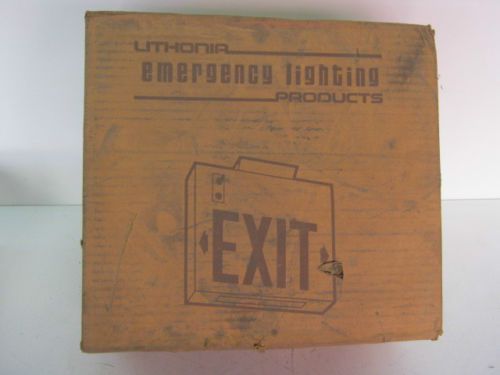 LITHONIA
emergency lighting
PRODUCTS
EXIT